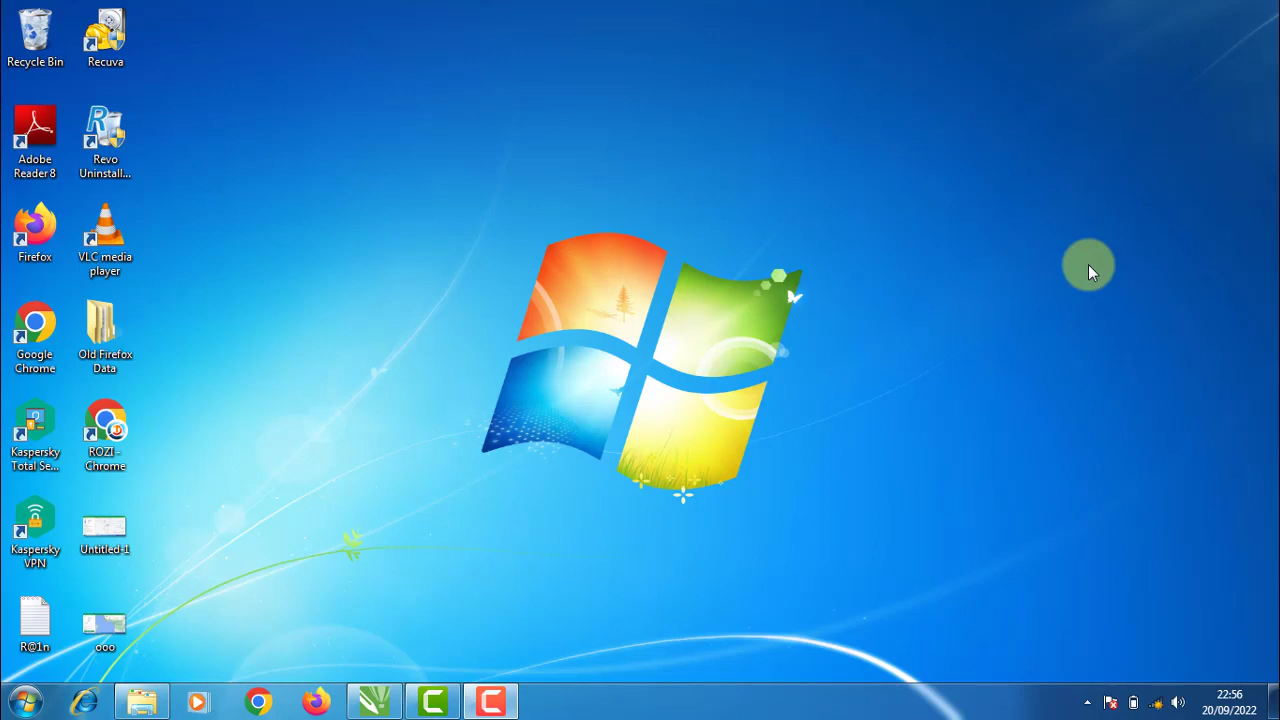 Recycle Bin
Recuva
Adobe
Reader 8
Revo
Uninstall...
Firefox
VLC media
player
Google
Chrome
Old Firefox
Data
Kaspersky
Total Se...
ROZI -
Chrome
Kaspersky
VPN
Untitled-1
R@1n
ooo
22:56
20/09/2022